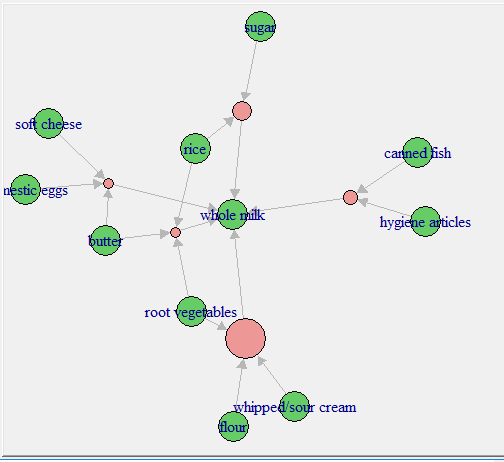 sugar
soft cheese
rice
canned fish
nestic eggs
whole milk
hygiene articles
butter
root vegetables
whipped/sour cream
flour